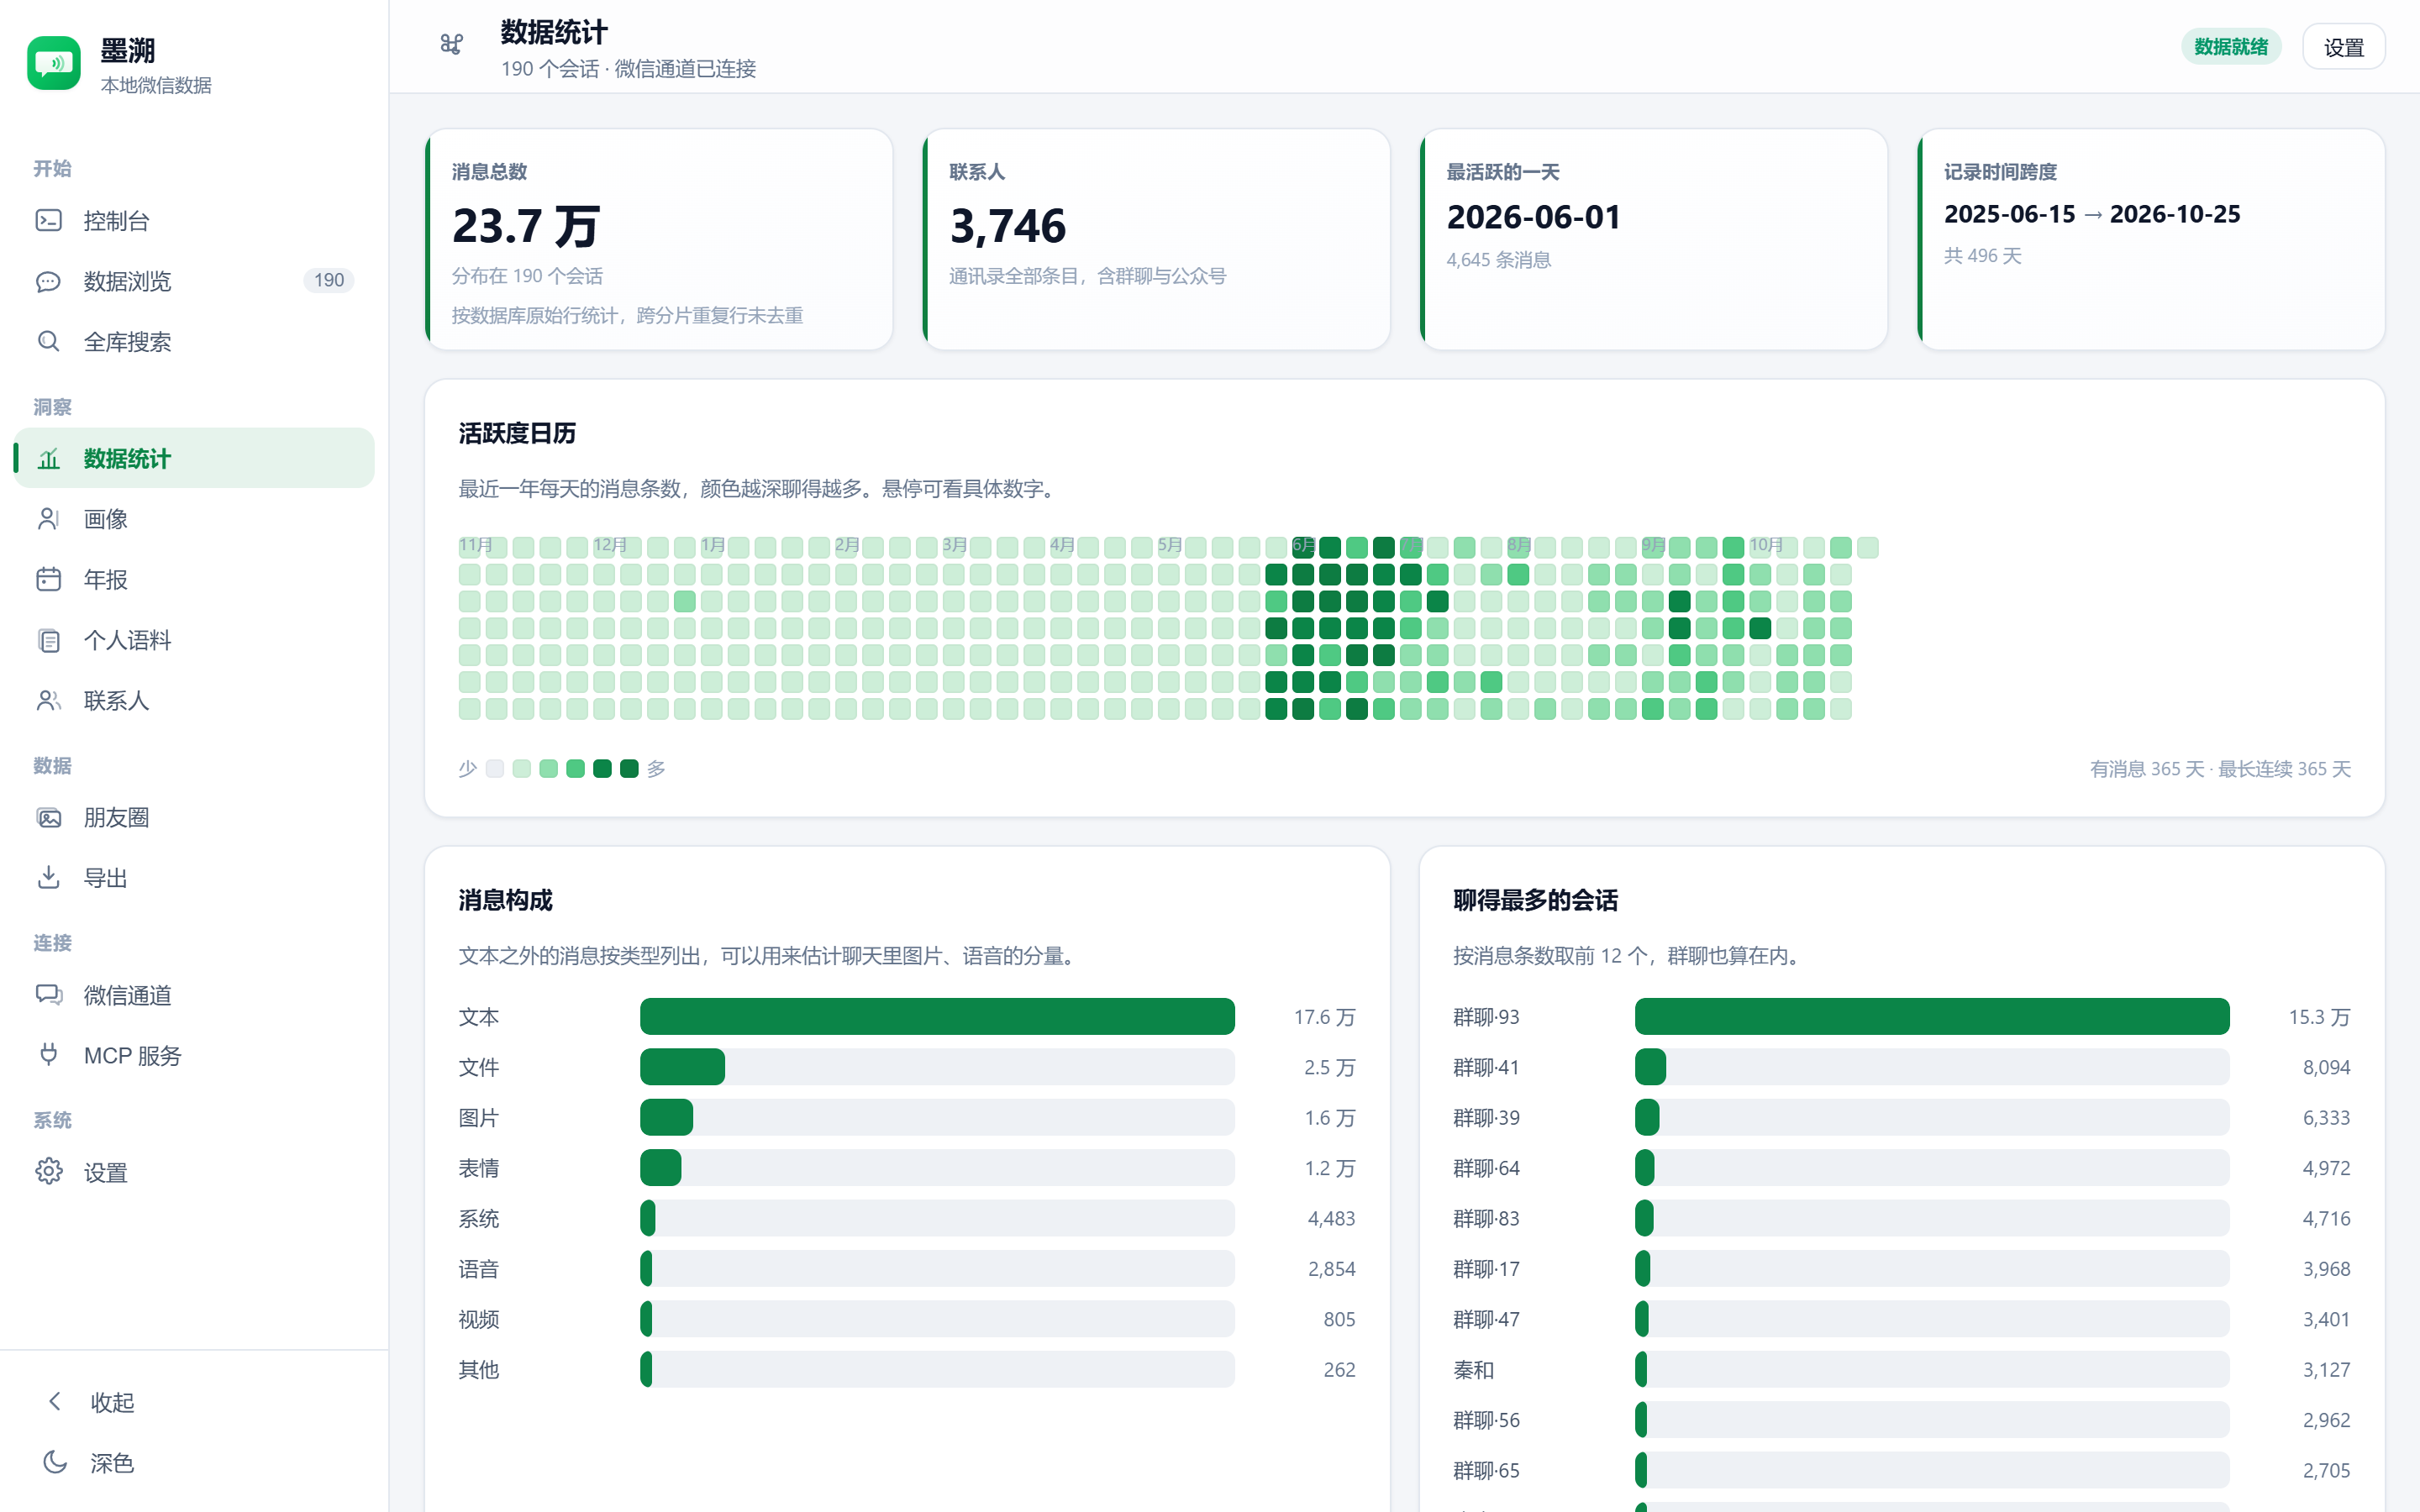 墨溯
本地微信数据
开始
控制台
数据浏览 190
全库搜索
洞察
数据统计
画像
年报
个人语料
联系人
数据
朋友圈
导出
连接
微信通道
MCP 服务
系统
设置
收起
深色
数据统计
190 个会话 · 微信通道已连接
数据就绪
设置
消息总数
23.7 万
分布在 190 个会话
按数据库原始行统计，跨分片重复行未去重
联系人
3,746
通讯录全部条目，含群聊与公众号
最活跃的一天
2026-06-01
4,645 条消息
记录时间跨度
2025-06-15 → 2026-10-25
共 496 天
活跃度日历
最近一年每天的消息条数，颜色越深聊得越多。悬停可看具体数字。
11月 12月 1月 2月 3月 4月 5月 6月 7月 8月 9月 10月
少 多
有消息 365 天 · 最长连续 365 天
消息构成
文本之外的消息按类型列出，可以用来估计聊天里图片、语音的分量。
文本 17.6 万
文件 2.5 万
图片 1.6 万
表情 1.2 万
系统 4,483
语音 2,854
视频 805
其他 262
聊得最多的会话
按消息条数取前 12 个，群聊也算在内。
群聊·93 15.3 万
群聊·41 8,094
群聊·39 6,333
群聊·64 4,972
群聊·83 4,716
群聊·17 3,968
群聊·47 3,401
秦和 3,127
群聊·56 2,962
群聊·65 2,705